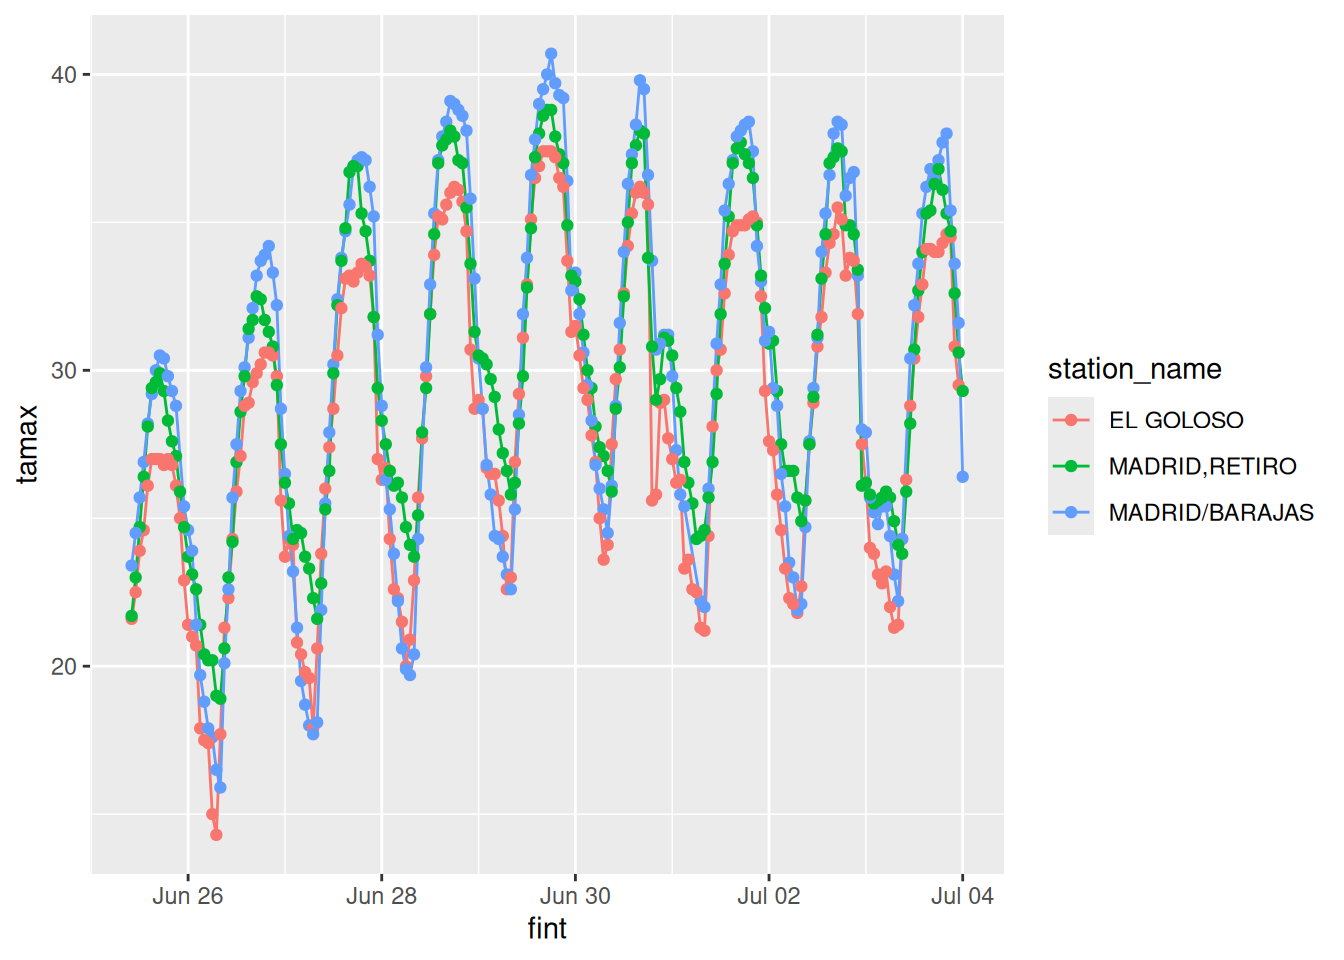 40
30
20
tamax
Jun 26
Jun 28
Jun 30
Jul 02
Jul 04
fint
station_name
EL GOLOSO
MADRID,RETIRO
MADRID/BARAJAS